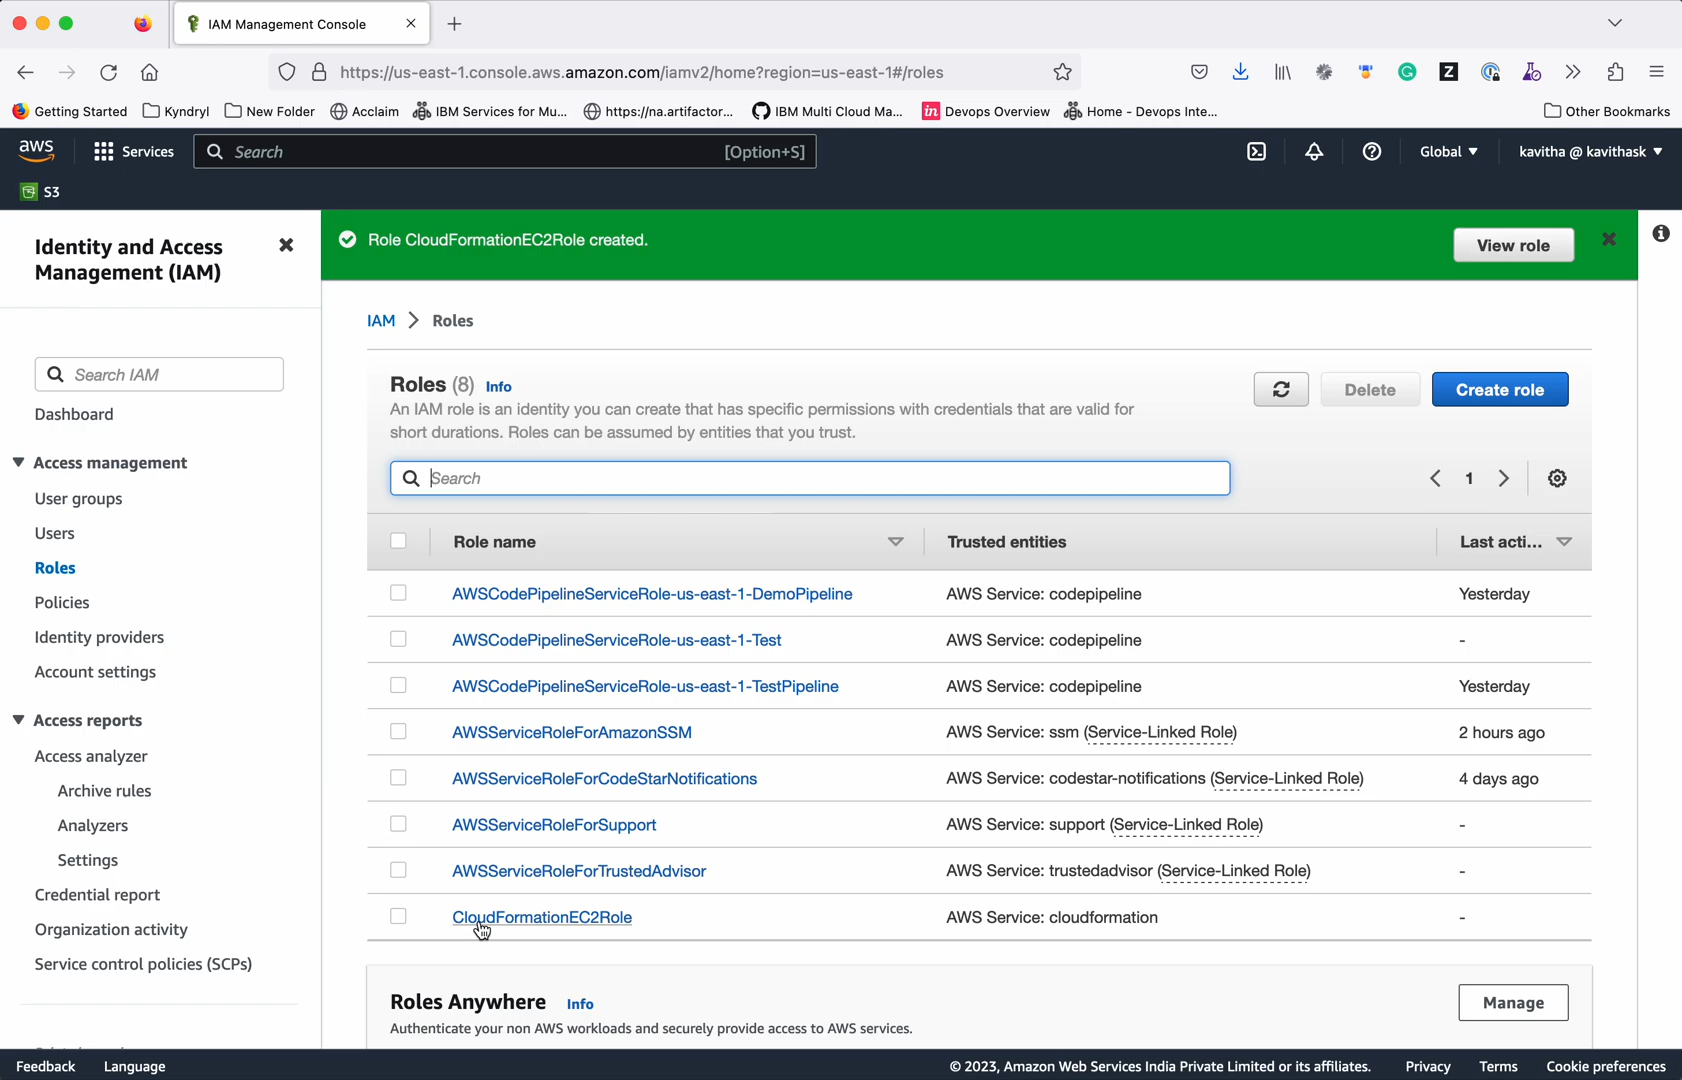 IAM Management Console
https://us-east-1.console.aws.amazon.com/iamv2/home?region=us-east-1#/roles
Getting Started Kyndryl New Folder Acclaim IBM Services for Mu... https://na.artifactor... IBM Multi Cloud Ma... in Devops Overview Home - Devops Inte... Other Bookmarks
aws Services Search [Option+S] Global kavitha @ kavithask
S3
Identity and Access
Management (IAM)
Search IAM
Dashboard
Access management
User groups
Users
Roles
Policies
Identity providers
Account settings
Access reports
Access analyzer
Archive rules
Analyzers
Settings
Credential report
Organization activity
Service control policies (SCPs)
Role CloudFormationEC2Role created.
View role
IAM > Roles
Roles (8) Info
An IAM role is an identity you can create that has specific permissions with credentials that are valid for
short durations. Roles can be assumed by entities that you trust.
Delete
Create role
Search
1
Role name Trusted entities Last acti...
AWSCodePipelineServiceRole-us-east-1-DemoPipeline AWS Service: codepipeline Yesterday
AWSCodePipelineServiceRole-us-east-1-Test AWS Service: codepipeline -
AWSCodePipelineServiceRole-us-east-1-TestPipeline AWS Service: codepipeline Yesterday
AWSServiceRoleForAmazonSSM AWS Service: ssm (Service-Linked Role) 2 hours ago
AWSServiceRoleForCodeStarNotifications AWS Service: codestar-notifications (Service-Linked Role) 4 days ago
AWSServiceRoleForSupport AWS Service: support (Service-Linked Role) -
AWSServiceRoleForTrustedAdvisor AWS Service: trustedadvisor (Service-Linked Role) -
CloudFormationEC2Role AWS Service: cloudformation -
Roles Anywhere Info
Authenticate your non AWS workloads and securely provide access to AWS services.
Manage
Feedback Language © 2023, Amazon Web Services India Private Limited or its affiliates. Privacy Terms Cookie preferences